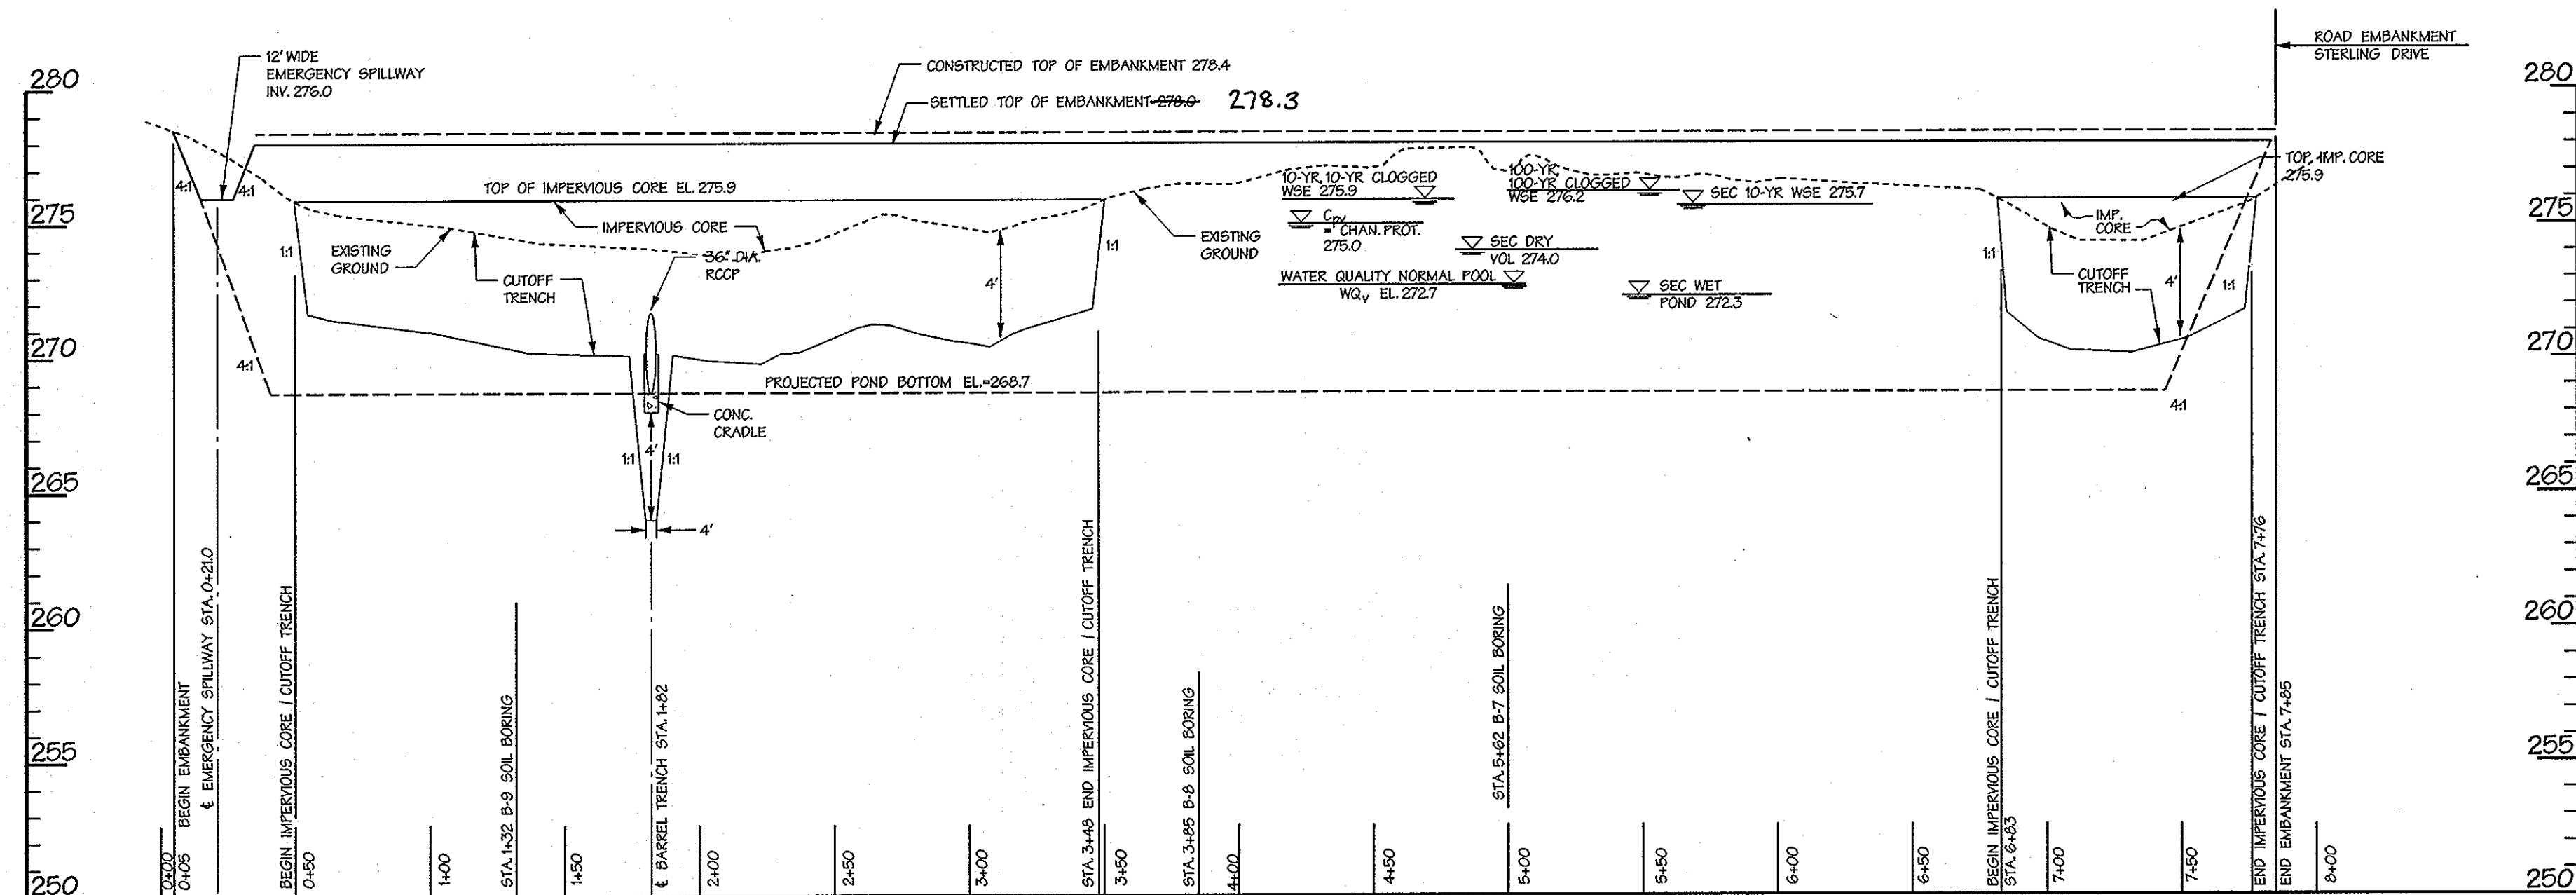 12' WIDE
EMERGENCY SPILLWAY
INV. 276.0
CONSTRUCTED TOP OF EMBANKMENT 278.4
SETTLED TOP OF EMBANKMENT 278.0 278.3
ROAD EMBANKMENT
STERLING DRIVE
280
280
4:1
4:1
TOP OF IMPERVIOUS CORE EL. 275.9
IMPERVIOUS CORE
EXISTING
GROUND
CUTOFF
TRENCH
36" DIA.
RCCP
1:1
1:1
4'
EXISTING
GROUND
10-YR, 10-YR CLOGGED
WSE 275.9
100-YR,
100-YR CLOGGED
WSE 276.2
SEC 10-YR WSE 275.7
Cpv
= CHAN. PROT.
275.0
SEC DRY
VOL 274.0
WATER QUALITY NORMAL POOL
WQv EL. 272.7
SEC WET
POND 272.3
TOP IMP. CORE
275.9
IMP.
CORE
CUTOFF
TRENCH
4'
1:1
1:1
275
275
270
270
4:1
PROJECTED POND BOTTOM EL.=268.7
4:1
CONC.
CRADLE
4'
1:1
1:1
4'
265
265
260
260
255
255
250
250
0+00
0+05 BEGIN EMBANKMENT
℄ EMERGENCY SPILLWAY STA. 0+21.0
BEGIN IMPERVIOUS CORE / CUTOFF TRENCH
0+50
1+00
STA. 1+32 B-9 SOIL BORING
1+50
℄ BARREL TRENCH STA. 1+82
2+00
2+50
3+00
STA. 3+48 END IMPERVIOUS CORE / CUTOFF TRENCH
3+50
STA. 3+85 B-8 SOIL BORING
4+00
4+50
STA. 5+62 B-7 SOIL BORING
5+00
5+50
6+00
6+50
BEGIN IMPERVIOUS CORE / CUTOFF TRENCH
STA. 6+83
7+00
7+50
END IMPERVIOUS CORE / CUTOFF TRENCH STA. 7+76
END EMBANKMENT STA. 7+85
8+00